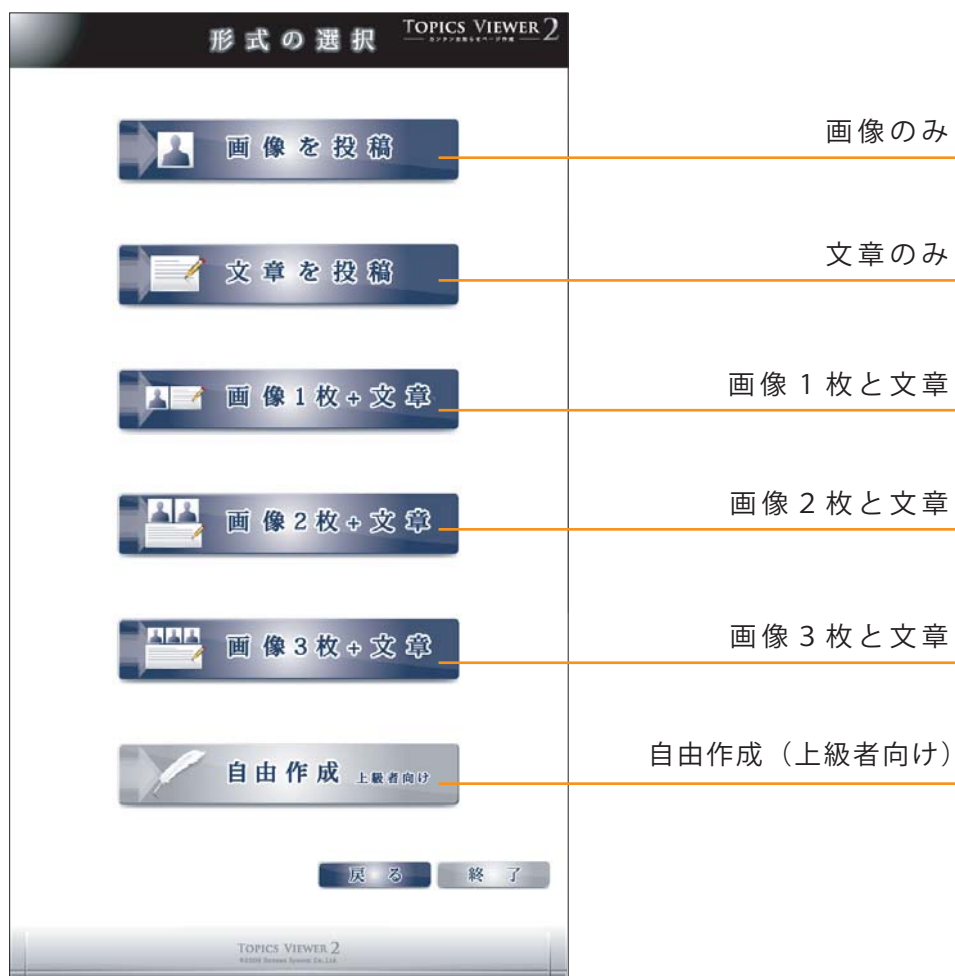 形式の選択
TOPICS VIEWER 2
画像を投稿
画像のみ
文章を投稿
文章のみ
画像1枚+文章
画像1枚と文章
画像2枚+文章
画像2枚と文章
画像3枚+文章
画像3枚と文章
自由作成 上級者向け
自由作成（上級者向け）
戻る
終了
TOPICS VIEWER 2